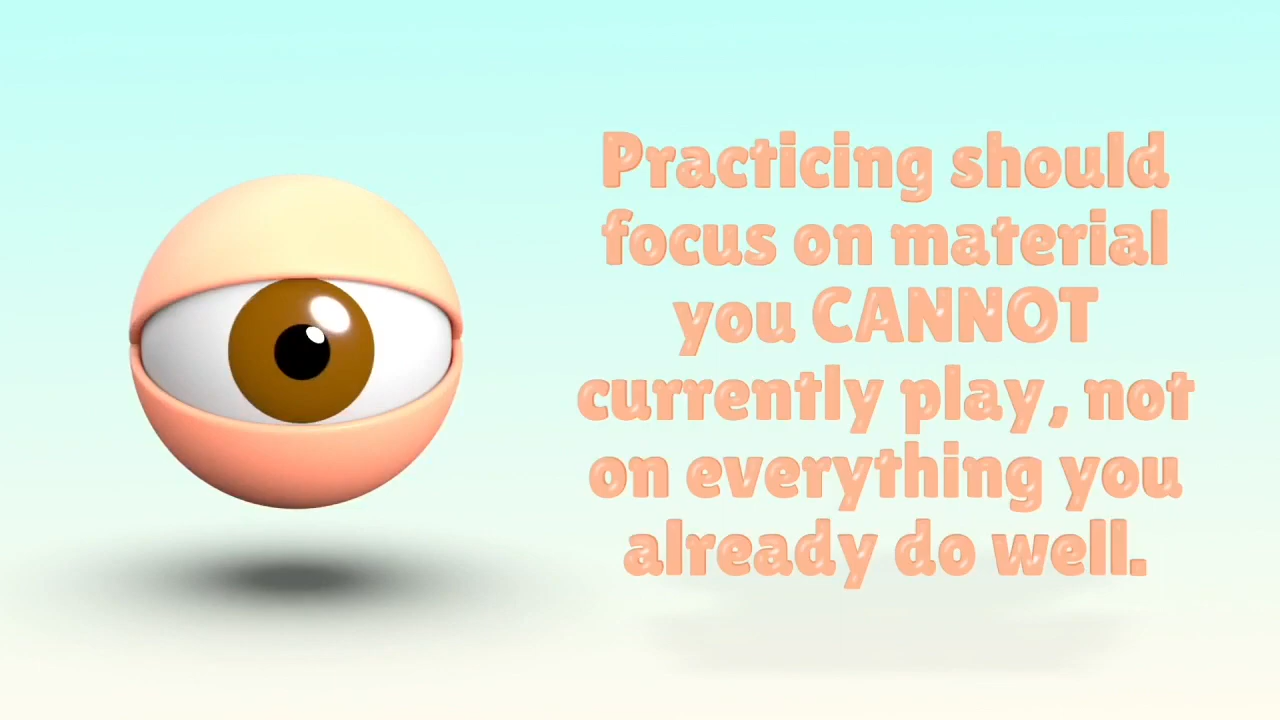 Practicing should
focus on material
you CANNOT
currently play, not
on everything you
already do well.